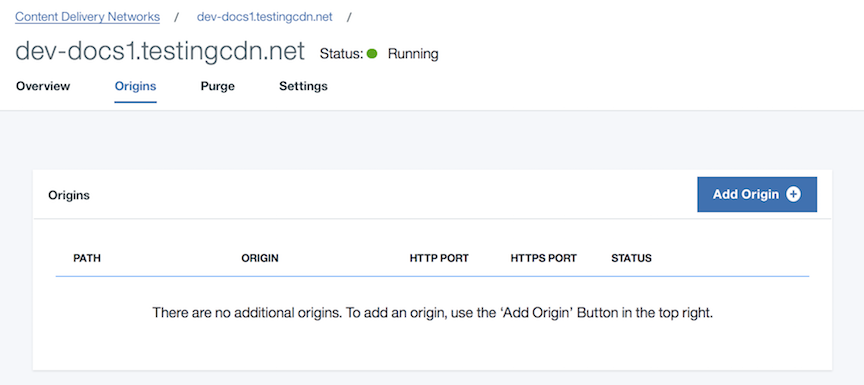 Content Delivery Networks / dev-docs1.testingcdn.net /
dev-docs1.testingcdn.net Status: Running
Overview Origins Purge Settings
Origins Add Origin
PATH ORIGIN HTTP PORT HTTPS PORT STATUS
There are no additional origins. To add an origin, use the ‘Add Origin’ Button in the top right.